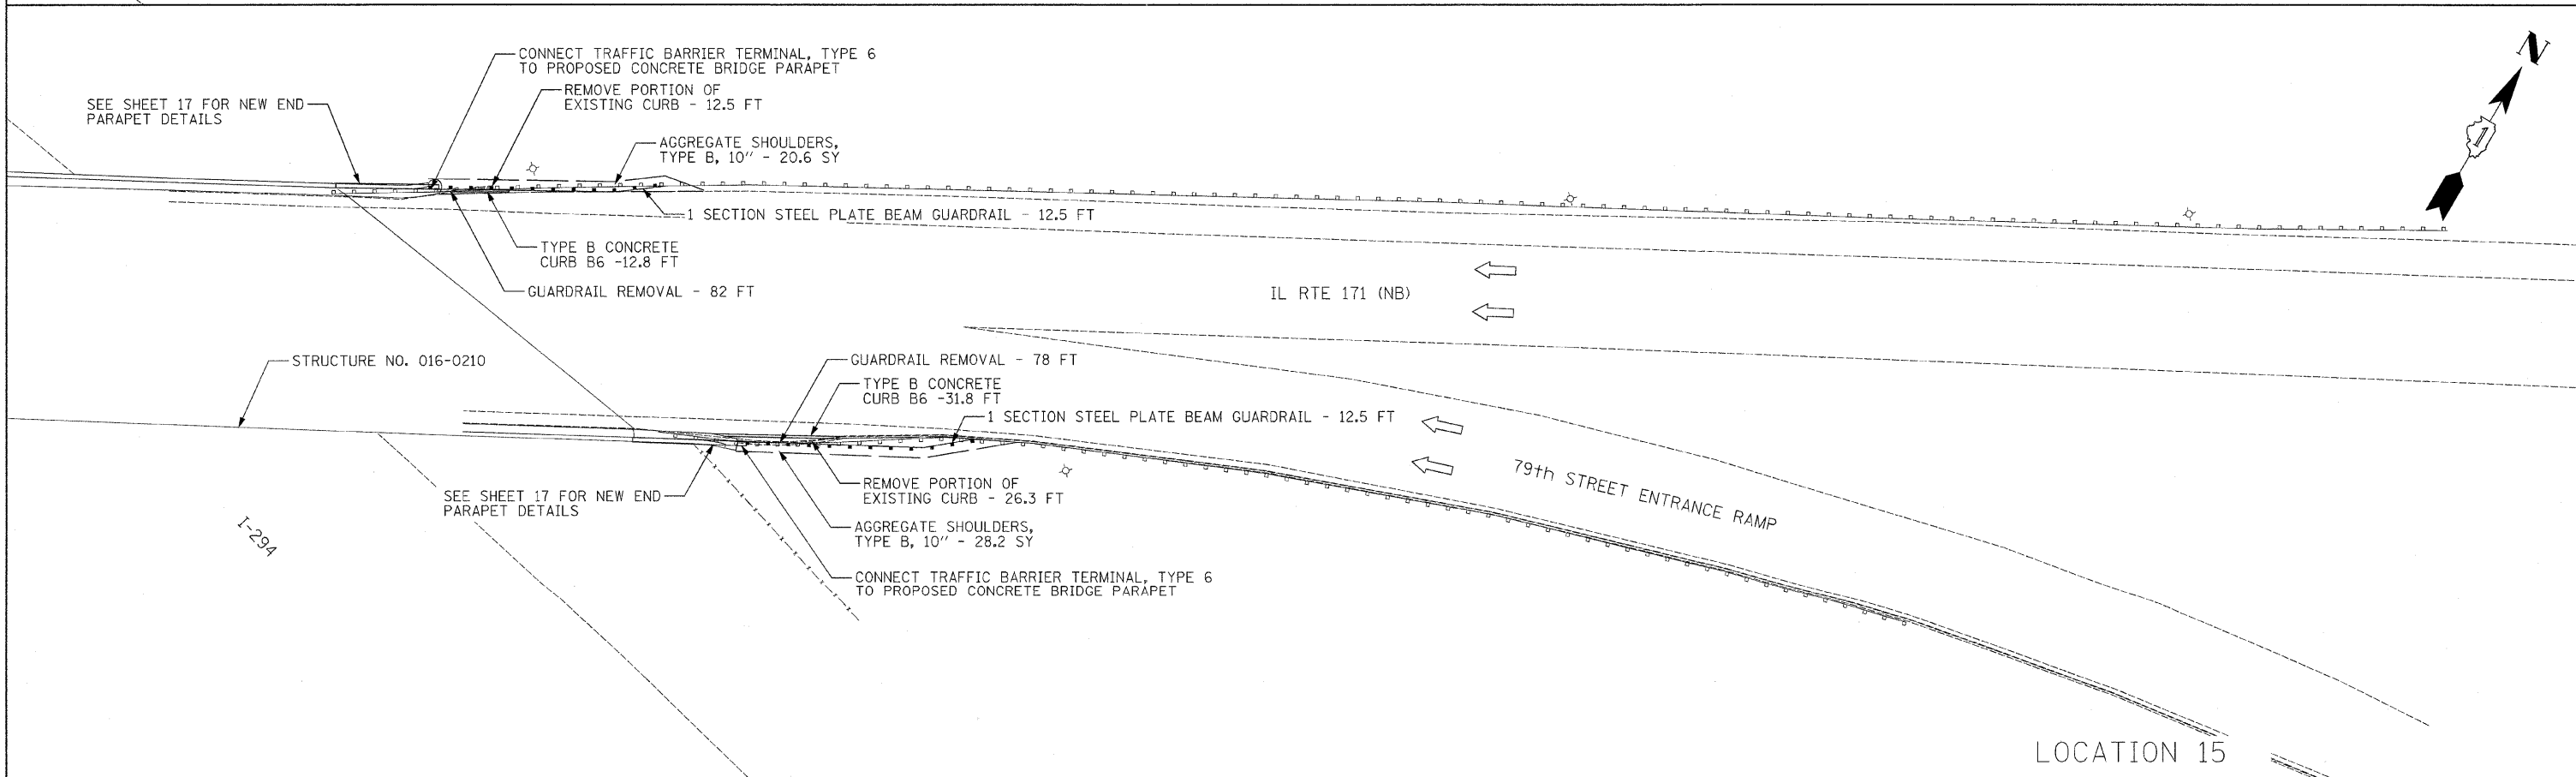 CONNECT TRAFFIC BARRIER TERMINAL, TYPE 6
TO PROPOSED CONCRETE BRIDGE PARAPET
REMOVE PORTION OF
EXISTING CURB - 12.5 FT
SEE SHEET 17 FOR NEW END
PARAPET DETAILS
AGGREGATE SHOULDERS,
TYPE B, 10" - 20.6 SY
1 SECTION STEEL PLATE BEAM GUARDRAIL - 12.5 FT
TYPE B CONCRETE
CURB B6 -12.8 FT
GUARDRAIL REMOVAL - 82 FT
N
1
IL RTE 171 (NB)
STRUCTURE NO. 016-0210
GUARDRAIL REMOVAL - 78 FT
TYPE B CONCRETE
CURB B6 -31.8 FT
1 SECTION STEEL PLATE BEAM GUARDRAIL - 12.5 FT
REMOVE PORTION OF
EXISTING CURB - 26.3 FT
SEE SHEET 17 FOR NEW END
PARAPET DETAILS
AGGREGATE SHOULDERS,
TYPE B, 10" - 28.2 SY
CONNECT TRAFFIC BARRIER TERMINAL, TYPE 6
TO PROPOSED CONCRETE BRIDGE PARAPET
79th STREET ENTRANCE RAMP
I-294
LOCATION 15